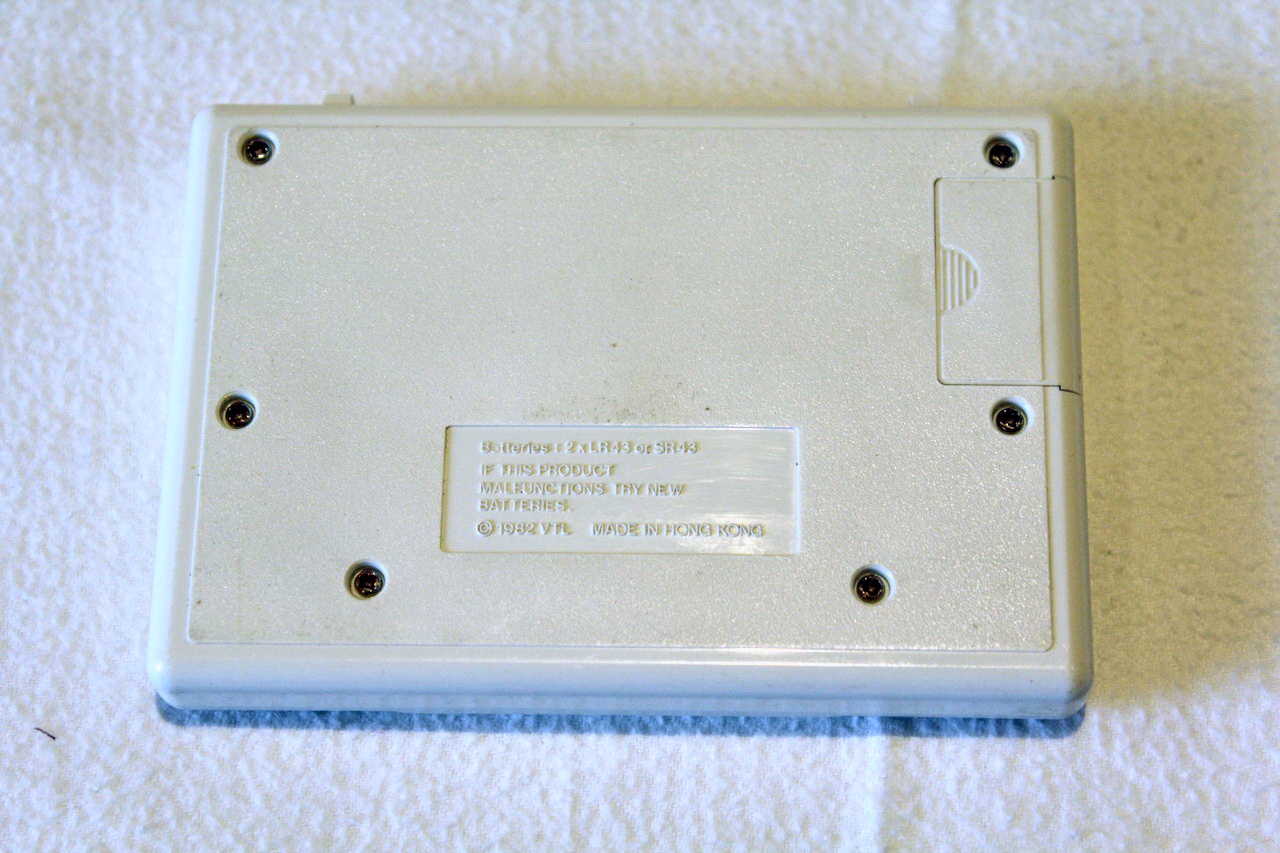 Batteries : 2 x LR43 or SR43
IF THIS PRODUCT
MALFUNCTIONS TRY NEW
BATTERIES.
© 1982 VTL MADE IN HONG KONG